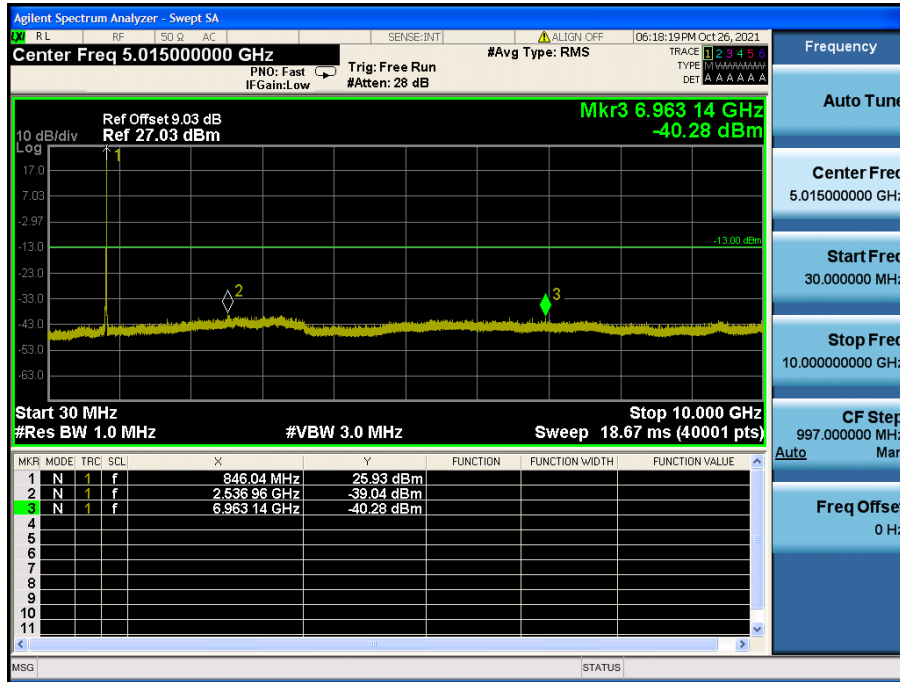 Agilent Spectrum Analyzer - Swept SA
LXI RL RF 50 Ω AC SENSE:INT ALIGN OFF 06:18:19PM Oct 26, 2021
Center Freq 5.015000000 GHz
PNO: Fast
IFGain:Low
Trig: Free Run
#Atten: 28 dB
#Avg Type: RMS
TRACE 1 2 3 4 5 6
TYPE M WWWWW
DET A A A A A A
Mkr3 6.963 14 GHz
-40.28 dBm
Ref Offset 9.03 dB
10 dB/div Ref 27.03 dBm
Log
1
17.0
7.03
-2.97
-13.0
-13.00 dBm
-23.0
2
3
-33.0
-43.0
-53.0
-63.0
Start 30 MHz Stop 10.000 GHz
#Res BW 1.0 MHz #VBW 3.0 MHz Sweep 18.67 ms (40001 pts)
MKR MODE TRC SCL X Y FUNCTION FUNCTION WIDTH FUNCTION VALUE
1 N 1 f 846.04 MHz 25.93 dBm
2 N 1 f 2.536 96 GHz -39.04 dBm
3 N 1 f 6.963 14 GHz -40.28 dBm
4
5
6
7
8
9
10
11
MSG STATUS
Frequency
Auto Tune
Center Freq
5.015000000 GHz
Start Freq
30.000000 MHz
Stop Freq
10.000000000 GHz
CF Step
997.000000 MHz
Auto Man
Freq Offset
0 Hz